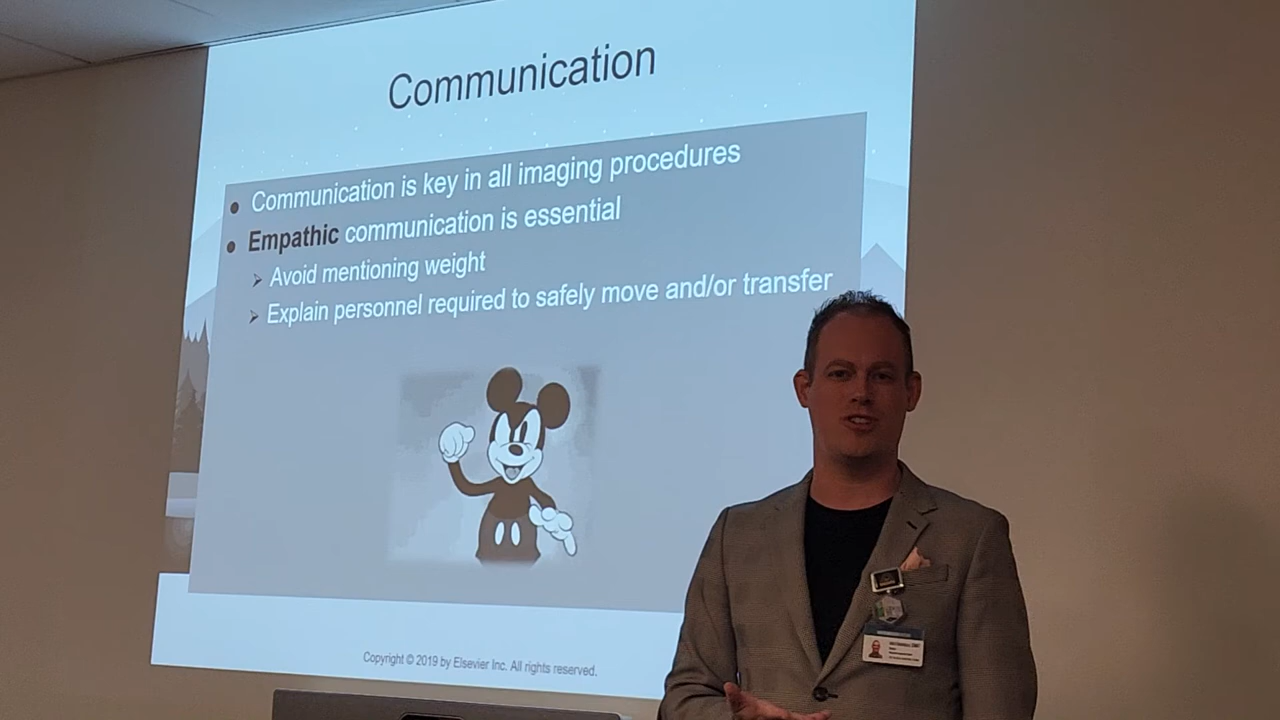 Communication
Communication is key in all imaging procedures
Empathic communication is essential
Avoid mentioning weight
Explain personnel required to safely move and/or transfer
Copyright © 2019 by Elsevier Inc. All rights reserved.